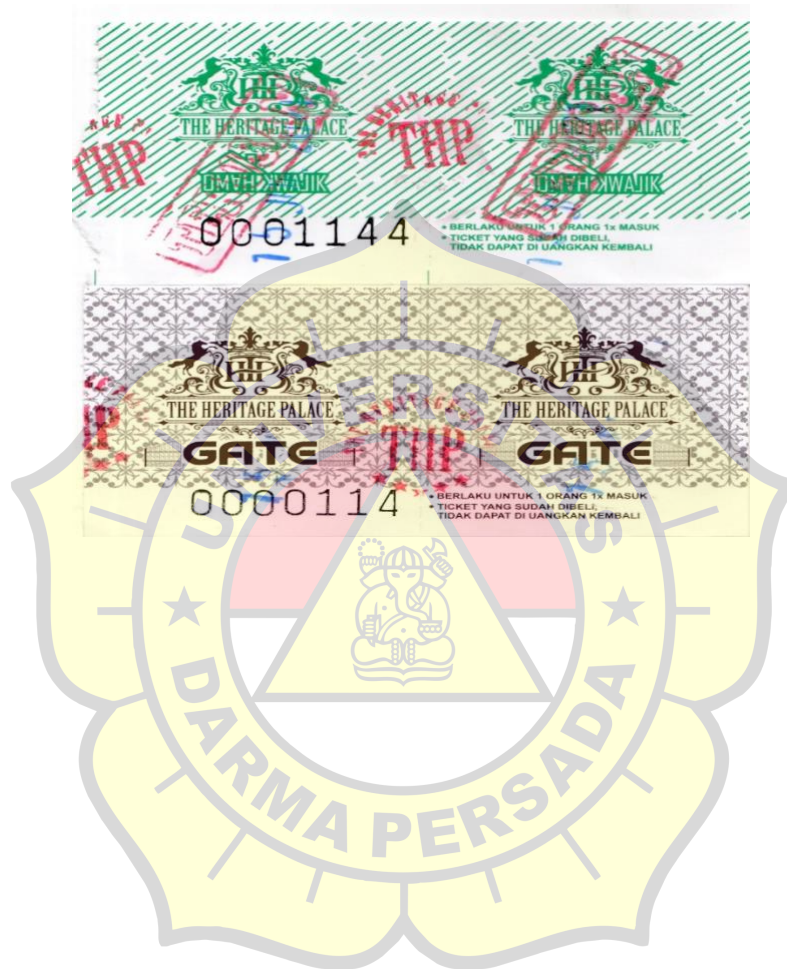 THP
THE HERITAGE PALACE
OMAH KWALIK
THP
THE HERITAGE PALACE
OMAH KWALIK
0001144
• BERLAKU UNTUK 1 ORANG 1x MASUK
• TICKET YANG SUDAH DIBELI,
TIDAK DAPAT DI UANGKAN KEMBALI
THE HERITAGE PALACE
GATE
THP
THE HERITAGE PALACE
GATE
0000114
• BERLAKU UNTUK 1 ORANG 1x MASUK
• TICKET YANG SUDAH DIBELI,
TIDAK DAPAT DI UANGKAN KEMBALI
UNIVERSITAS
DARMA PERSADA